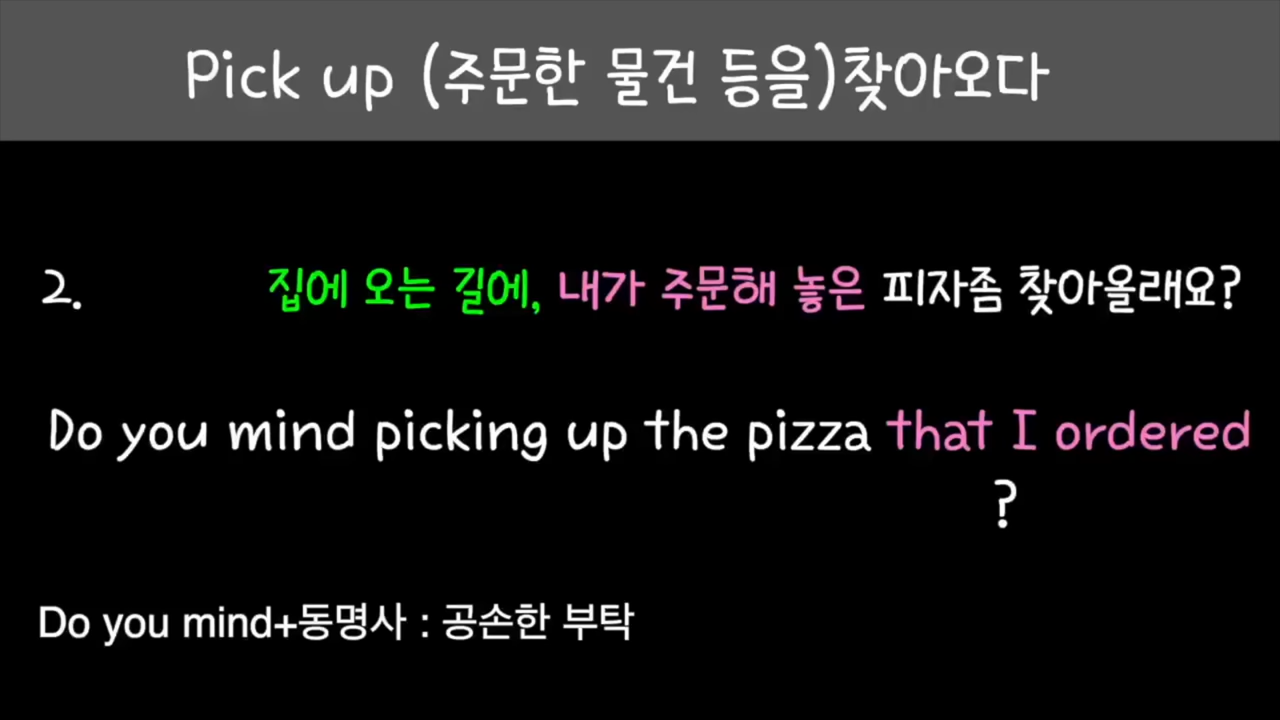 Pick up (주문한 물건 등을)찾아오다
2. 집에 오는 길에, 내가 주문해 놓은 피자좀 찾아올래요?
Do you mind picking up the pizza that I ordered
?
Do you mind+동명사 : 공손한 부탁